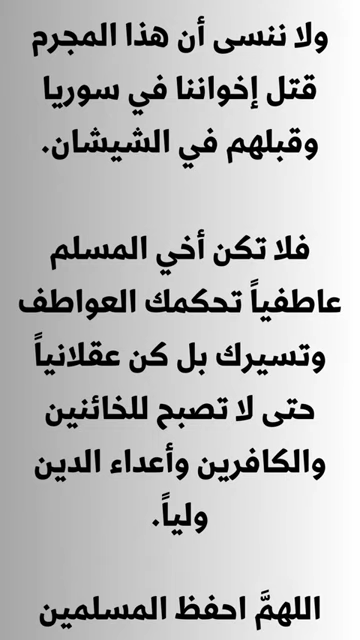 ولا ننسى أن هذا المجرم
قتل إخواننا في سوريا
وقبلهم في الشيشان.
فلا تكن أخي المسلم
عاطفياً تحكمك العواطف
وتسيرك بل كن عقلانياً
حتى لا تصبح للخائنين
والكافرين وأعداء الدين
ولياً.
اللهمَّ احفظ المسلمين